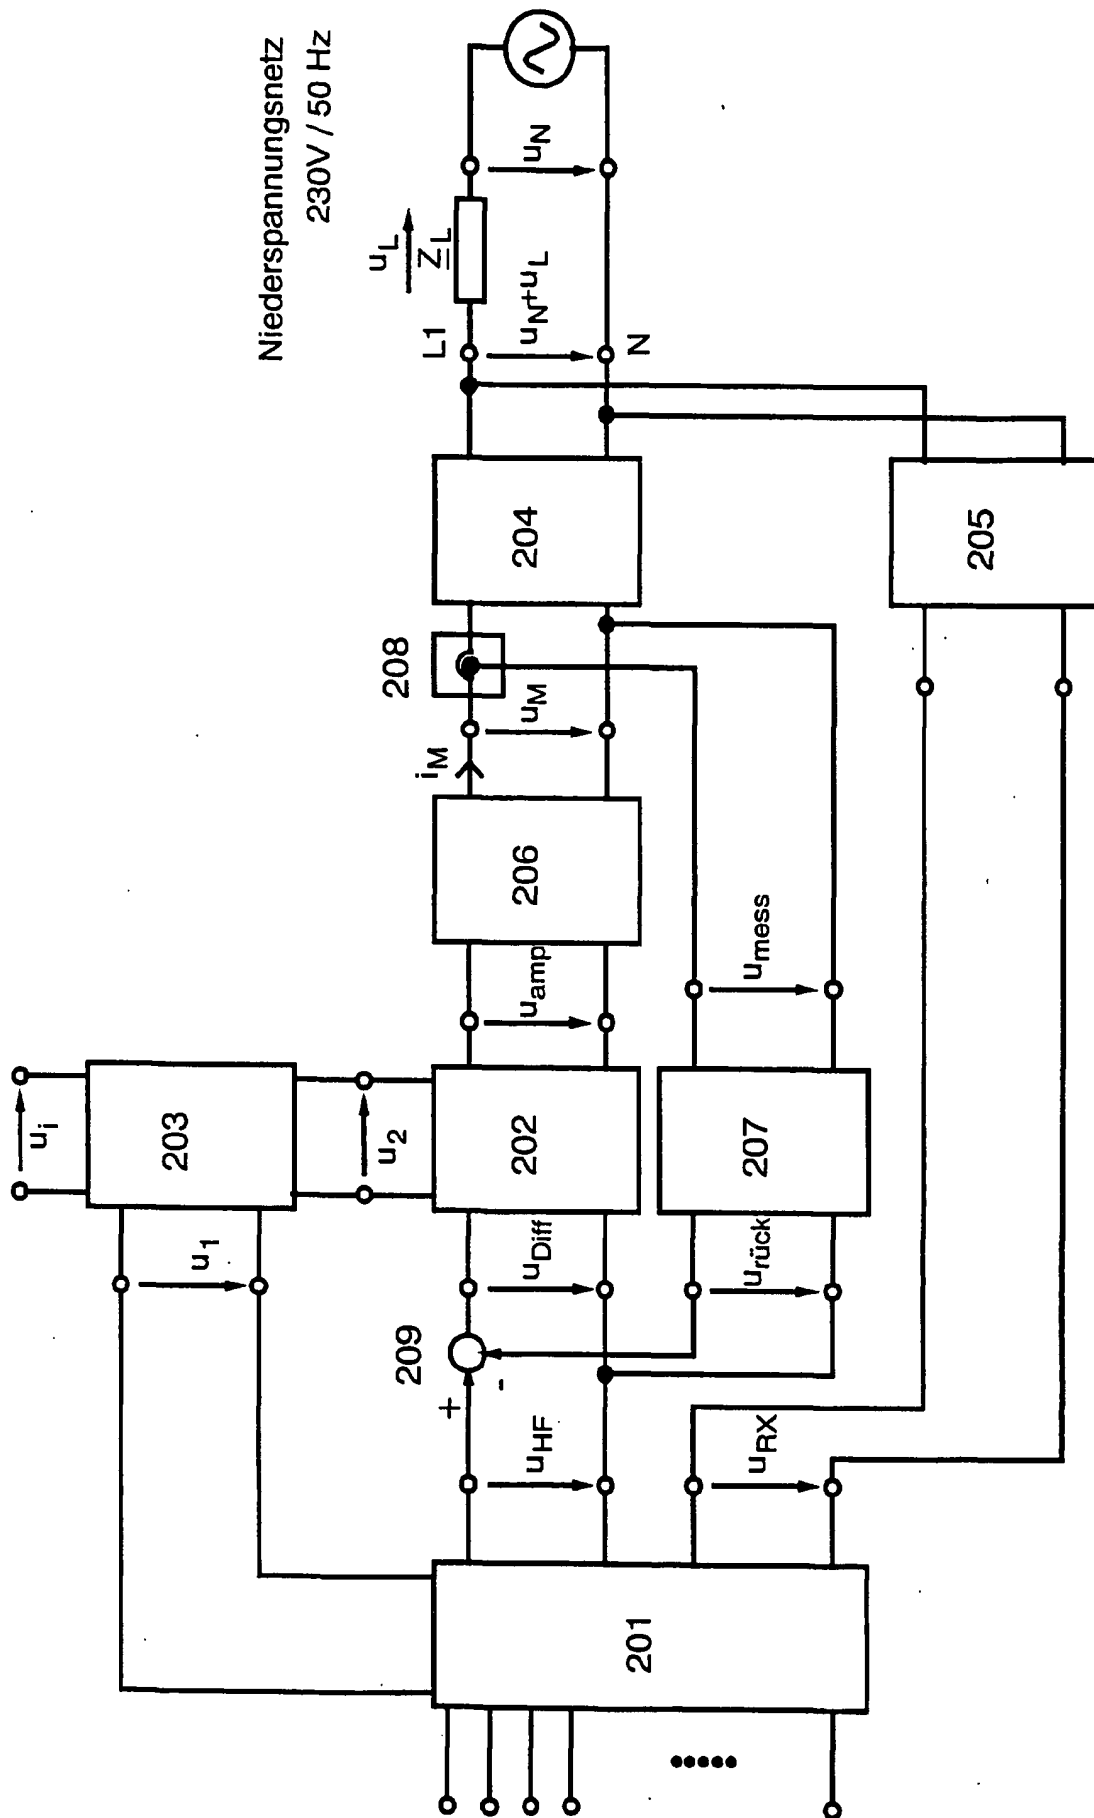 Niederspannungsnetz
230V / 50 Hz
u_i
203
u_1
u_2
209
+
-
u_HF
u_Diff
202
u_amp
206
i_M
u_M
208
204
L1
N
u_N+u_L
u_L
Z_L
u_N
201
u_RX
u_rück
207
u_mess
205